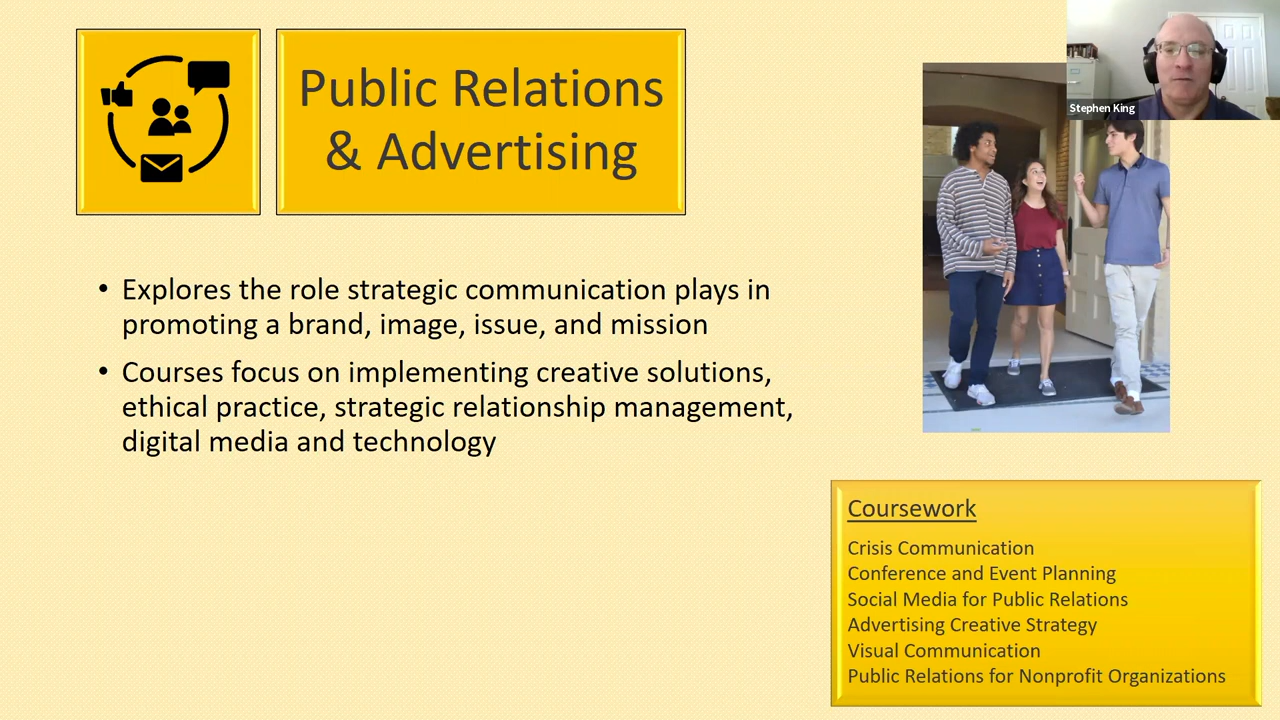 Public Relations
& Advertising
Stephen King
• Explores the role strategic communication plays in
promoting a brand, image, issue, and mission
• Courses focus on implementing creative solutions,
ethical practice, strategic relationship management,
digital media and technology
Coursework
Crisis Communication
Conference and Event Planning
Social Media for Public Relations
Advertising Creative Strategy
Visual Communication
Public Relations for Nonprofit Organizations